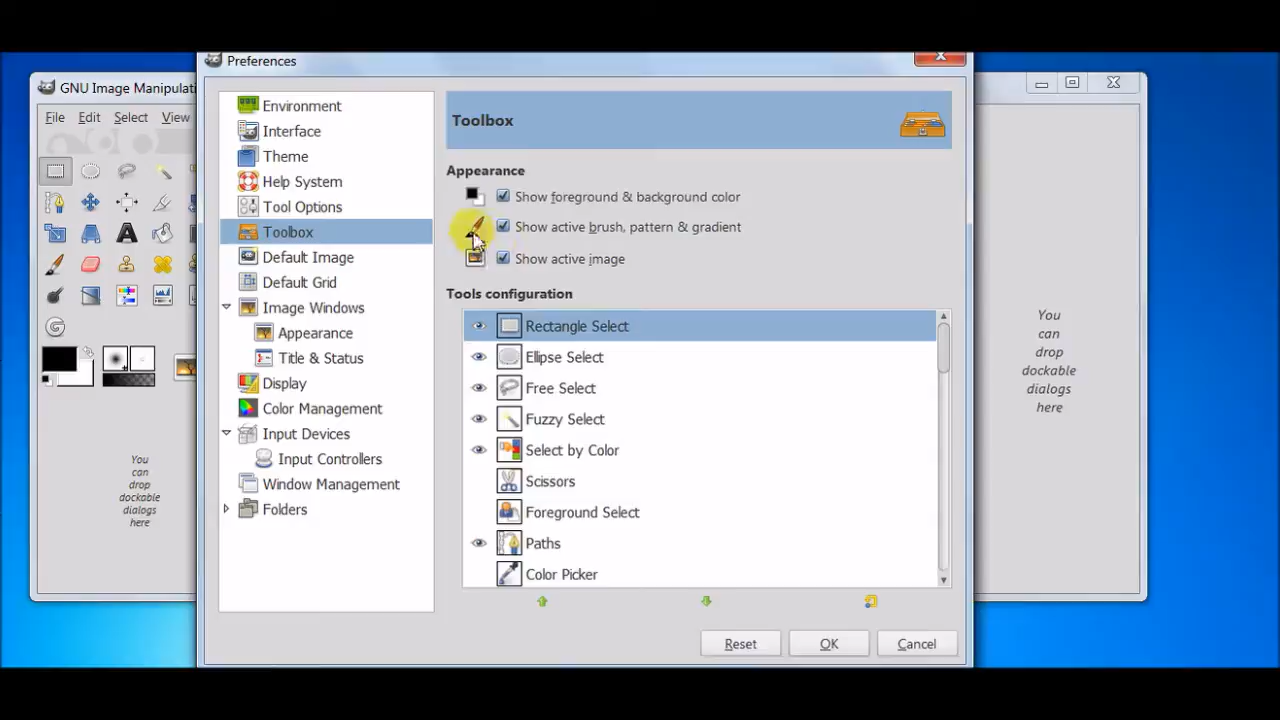 Preferences
GNU Image Manipulati
File Edit Select View
You
can
drop
dockable
dialogs
here
Environment
Interface
Theme
Help System
Tool Options
Toolbox
Default Image
Default Grid
Image Windows
Appearance
Title & Status
Display
Color Management
Input Devices
Input Controllers
Window Management
Folders
Toolbox
Appearance
Show foreground & background color
Show active brush, pattern & gradient
Show active image
Tools configuration
Rectangle Select
Ellipse Select
Free Select
Fuzzy Select
Select by Color
Scissors
Foreground Select
Paths
Color Picker
Reset OK Cancel
You
can
drop
dockable
dialogs
here